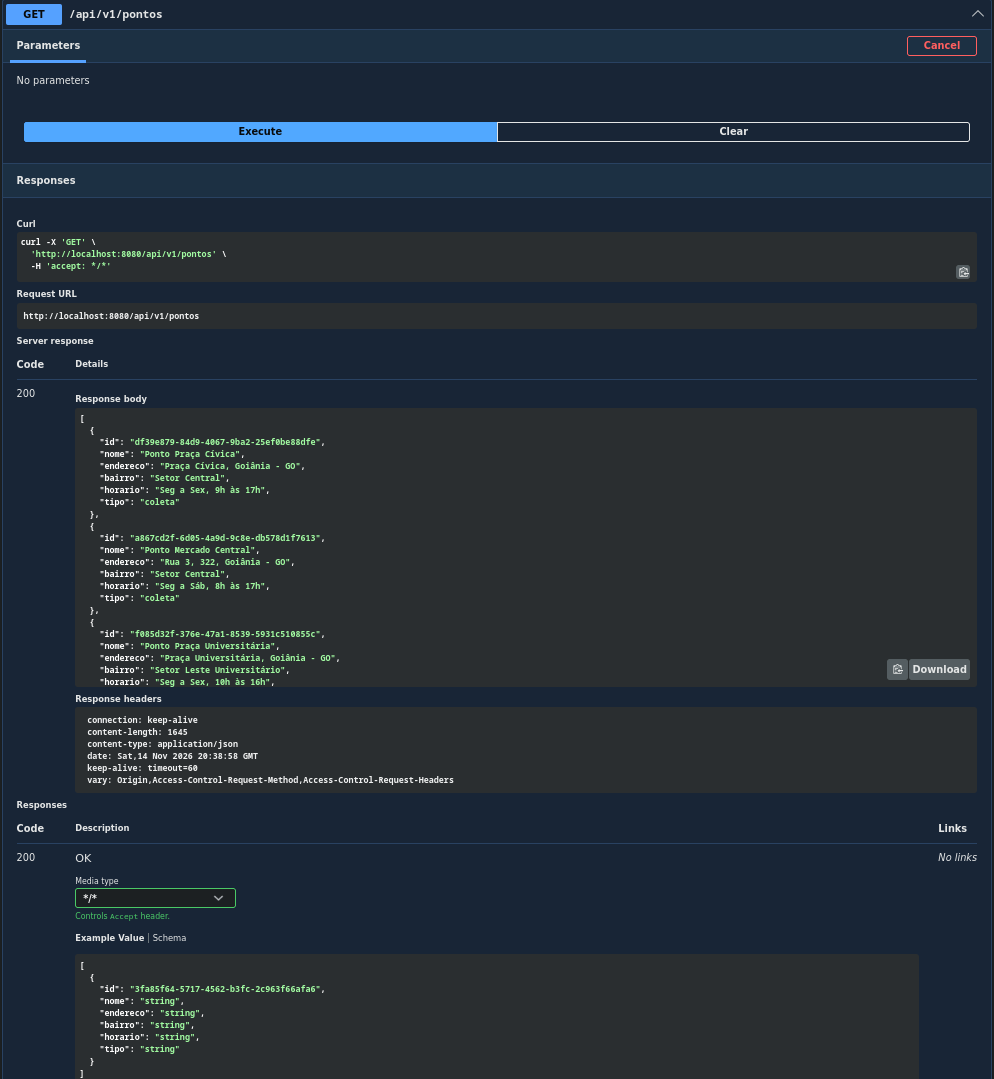 GET /api/v1/pontos
Parameters
Cancel
No parameters
Execute
Clear
Responses
Curl
curl -X 'GET' \
  'http://localhost:8080/api/v1/pontos' \
  -H 'accept: */*'
Request URL
http://localhost:8080/api/v1/pontos
Server response
Code Details
200
Response body
[
  {
    "id": "df39e879-84d9-4067-9ba2-25ef0be88dfe",
    "nome": "Ponto Praça Cívica",
    "endereco": "Praça Cívica, Goiânia - GO",
    "bairro": "Setor Central",
    "horario": "Seg a Sex, 9h às 17h",
    "tipo": "coleta"
  },
  {
    "id": "a867cd2f-6d05-4a9d-9c8e-db578d1f7613",
    "nome": "Ponto Mercado Central",
    "endereco": "Rua 3, 322, Goiânia - GO",
    "bairro": "Setor Central",
    "horario": "Seg a Sáb, 8h às 17h",
    "tipo": "coleta"
  },
  {
    "id": "f085d32f-376e-47a1-8539-5931c510855c",
    "nome": "Ponto Praça Universitária",
    "endereco": "Praça Universitária, Goiânia - GO",
    "bairro": "Setor Leste Universitário",
    "horario": "Seg a Sex, 10h às 16h",
Download
Response headers
connection: keep-alive
content-length: 1645
content-type: application/json
date: Sat,14 Nov 2026 20:38:58 GMT
keep-alive: timeout=60
vary: Origin,Access-Control-Request-Method,Access-Control-Request-Headers
Responses
Code Description Links
200 OK No links
Media type
*/*
Controls Accept header.
Example Value | Schema
[
  {
    "id": "3fa85f64-5717-4562-b3fc-2c963f66afa6",
    "nome": "string",
    "endereco": "string",
    "bairro": "string",
    "horario": "string",
    "tipo": "string"
  }
]